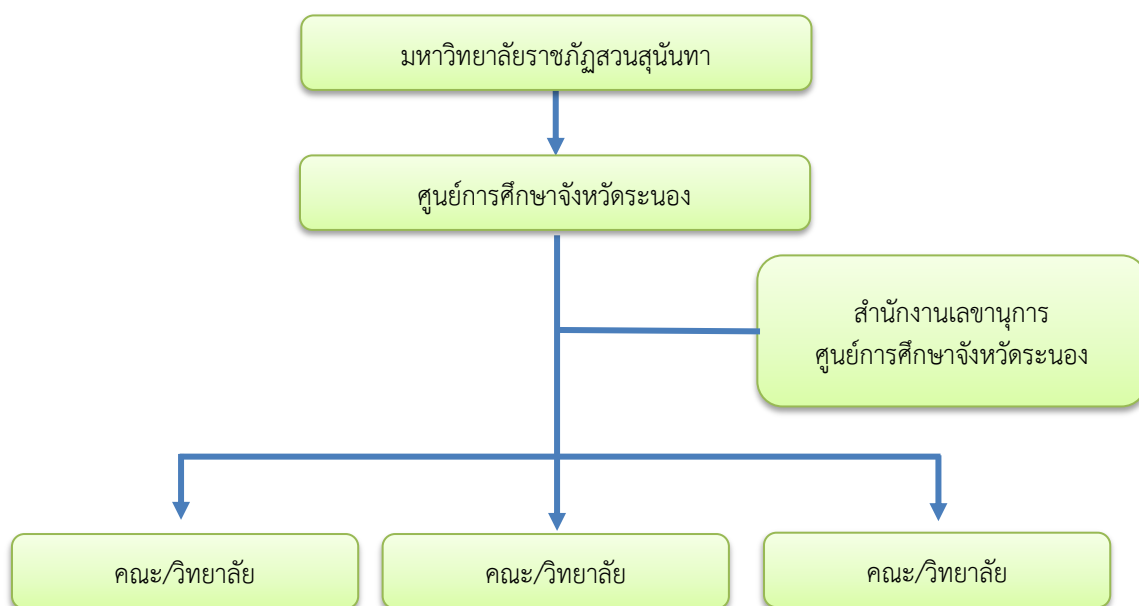 มหาวิทยาลัยราชภัฏสวนสุนันทา
ศูนย์การศึกษาจังหวัดระนอง
สำนักงานเลขานุการ
ศูนย์การศึกษาจังหวัดระนอง
คณะ/วิทยาลัย
คณะ/วิทยาลัย
คณะ/วิทยาลัย